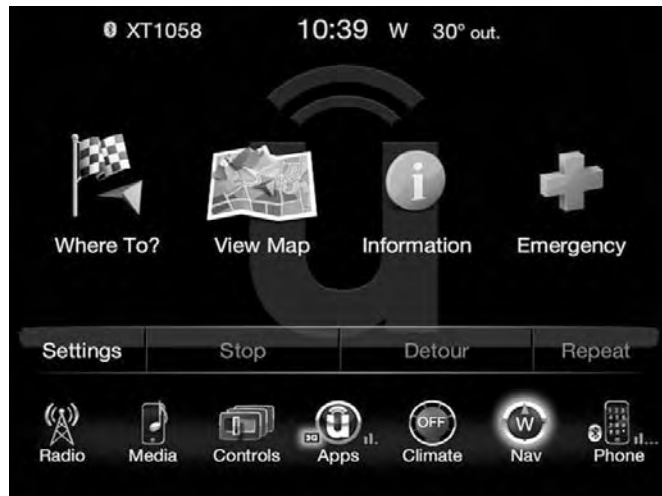 XT1058 10:39 W 30° out.
Where To? View Map Information Emergency
Settings Stop Detour Repeat
3G OFF W
Radio Media Controls Apps Climate Nav Phone